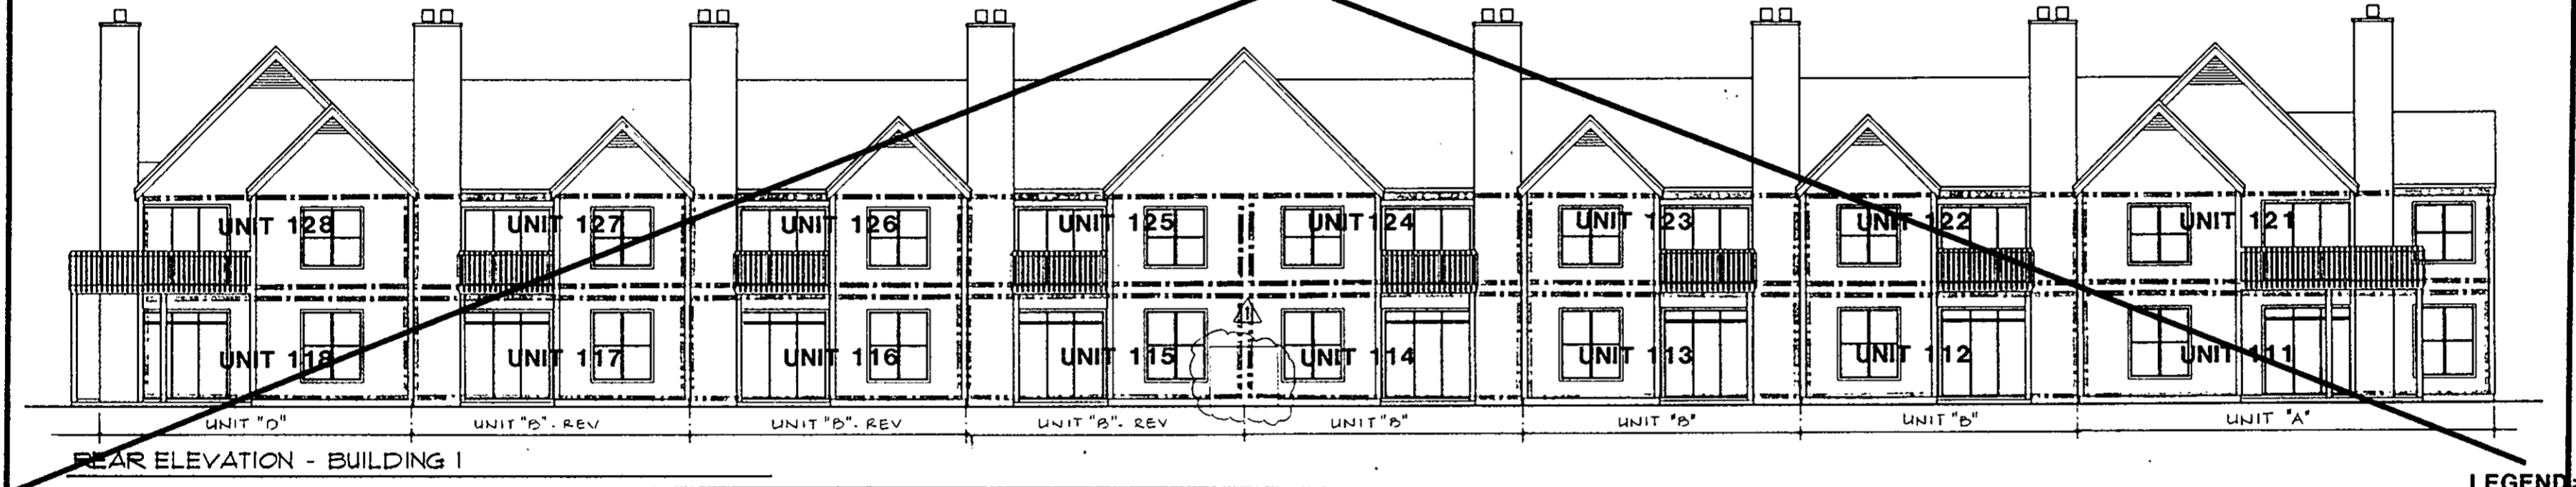 UNIT 128 UNIT 127 UNIT 126 UNIT 125 UNIT 124 UNIT 123 UNIT 122 UNIT 121
1
UNIT 118 UNIT 117 UNIT 116 UNIT 115 UNIT 114 UNIT 113 UNIT 112 UNIT 111
UNIT "D" UNIT "B". REV UNIT "B". REV UNIT "B". REV UNIT "B" UNIT "B" UNIT "B" UNIT "A"
REAR ELEVATION - BUILDING 1
LEGEND: